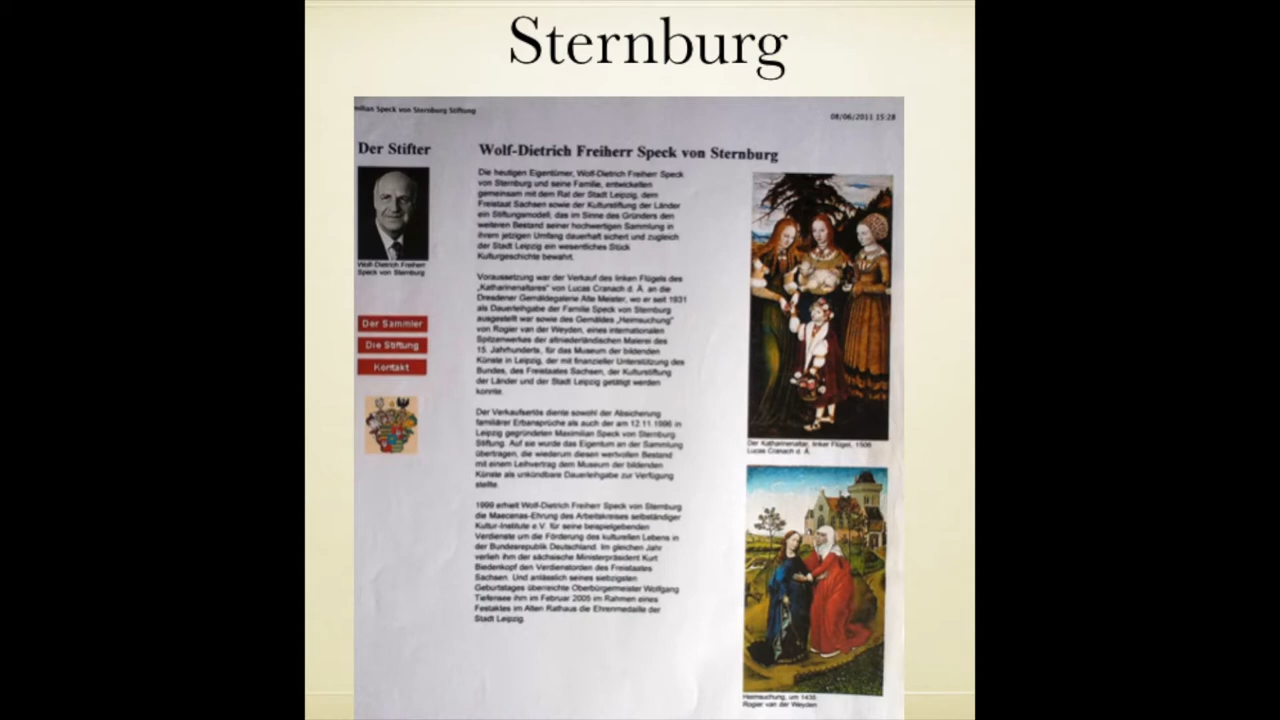 Sternburg
milian Speck von Sternburg Stiftung
08/06/2011 15:28
Der Stifter
Wolf-Dietrich Freiherr
Speck von Sternburg
Der Sammler
Die Stiftung
Kontakt
Wolf-Dietrich Freiherr Speck von Sternburg
Die heutigen Eigentümer, Wolf-Dietrich Freiherr Speck
von Sternburg und seine Familie, entwickelten
gemeinsam mit dem Rat der Stadt Leipzig, dem
Freistaat Sachsen sowie der Kulturstiftung der Länder
ein Stiftungsmodell, das im Sinne des Gründers den
weiteren Bestand seiner hochwertigen Sammlung in
ihrem jetzigen Umfang dauerhaft sichert und zugleich
der Stadt Leipzig ein wesentliches Stück
Kulturgeschichte bewahrt.
Voraussetzung war der Verkauf des linken Flügels des
„Katharinenaltares" von Lucas Cranach d. Ä. an die
Dresdener Gemäldegalerie Alte Meister, wo er seit 1931
als Dauerleihgabe der Familie Speck von Sternburg
ausgestellt war sowie des Gemäldes „Heimsuchung"
von Rogier van der Weyden, eines internationalen
Spitzenwerkes der altniederländischen Malerei des
15. Jahrhunderts, für das Museum der bildenden
Künste in Leipzig, der mit finanzieller Unterstützung des
Bundes, des Freistaates Sachsen, der Kulturstiftung
der Länder und der Stadt Leipzig getätigt werden
konnte.
Der Verkaufserlös diente sowohl der Absicherung
familiärer Erbansprüche als auch der am 12.11.1996 in
Leipzig gegründeten Maximilian Speck von Sternburg
Stiftung. Auf sie wurde das Eigentum an der Sammlung
übertragen, die wiederum diesen wertvollen Bestand
mit einem Leihvertrag dem Museum der bildenden
Künste als unkündbare Dauerleihgabe zur Verfügung
stellte.
1999 erhielt Wolf-Dietrich Freiherr Speck von Sternburg
die Maecenas-Ehrung des Arbeitskreises selbständiger
Kultur-Institute e.V. für seine beispielgebenden
Verdienste um die Förderung des kulturellen Lebens in
der Bundesrepublik Deutschland. Im gleichen Jahr
verlieh ihm der sächsische Ministerpräsident Kurt
Biedenkopf den Verdienstorden des Freistaates
Sachsen. Und anlässlich seines siebzigsten
Geburtstages überreichte Oberbürgermeister Wolfgang
Tiefensee ihm im Februar 2005 im Rahmen eines
Festaktes im Alten Rathaus die Ehrenmedaille der
Stadt Leipzig.
Der Katharinenaltar, linker Flügel, 1506
Lucas Cranach d. Ä.
Heimsuchung, um 1435
Rogier van der Weyden